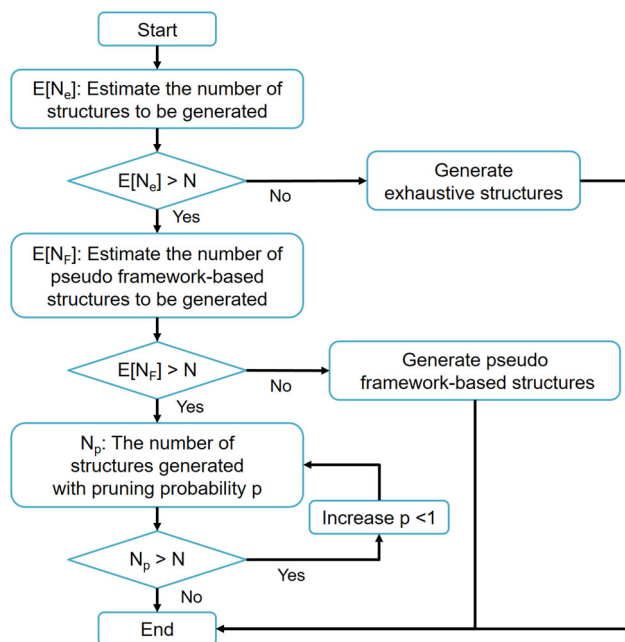 Start
E[Nₑ]: Estimate the number of
structures to be generated
E[Nₑ] > N
No
Generate
exhaustive structures
Yes
E[N_F]: Estimate the number of
pseudo framework-based
structures to be generated
E[N_F] > N
No
Generate pseudo
framework-based structures
Yes
Nₚ: The number of
structures generated
with pruning probability p
Increase p <1
Nₚ > N
Yes
No
End